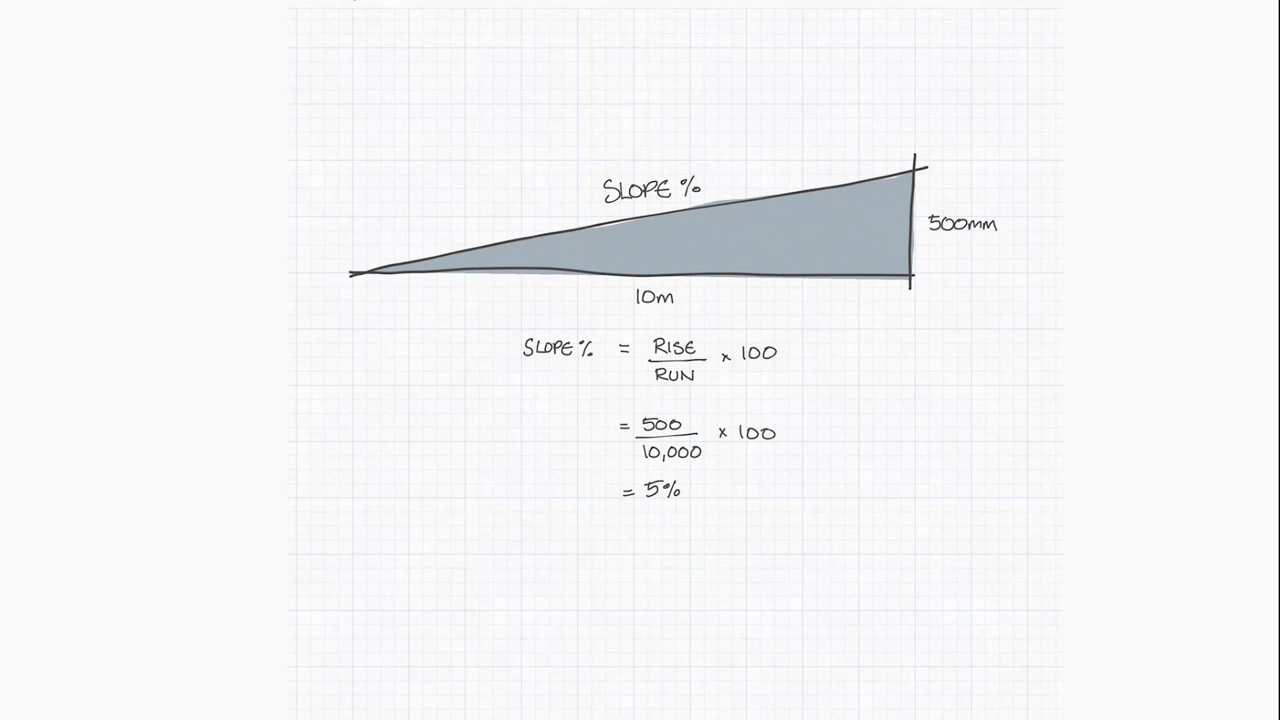 SLOPE %
500mm
10m
SLOPE % = RISE / RUN × 100
= 500 / 10,000 × 100
= 5%